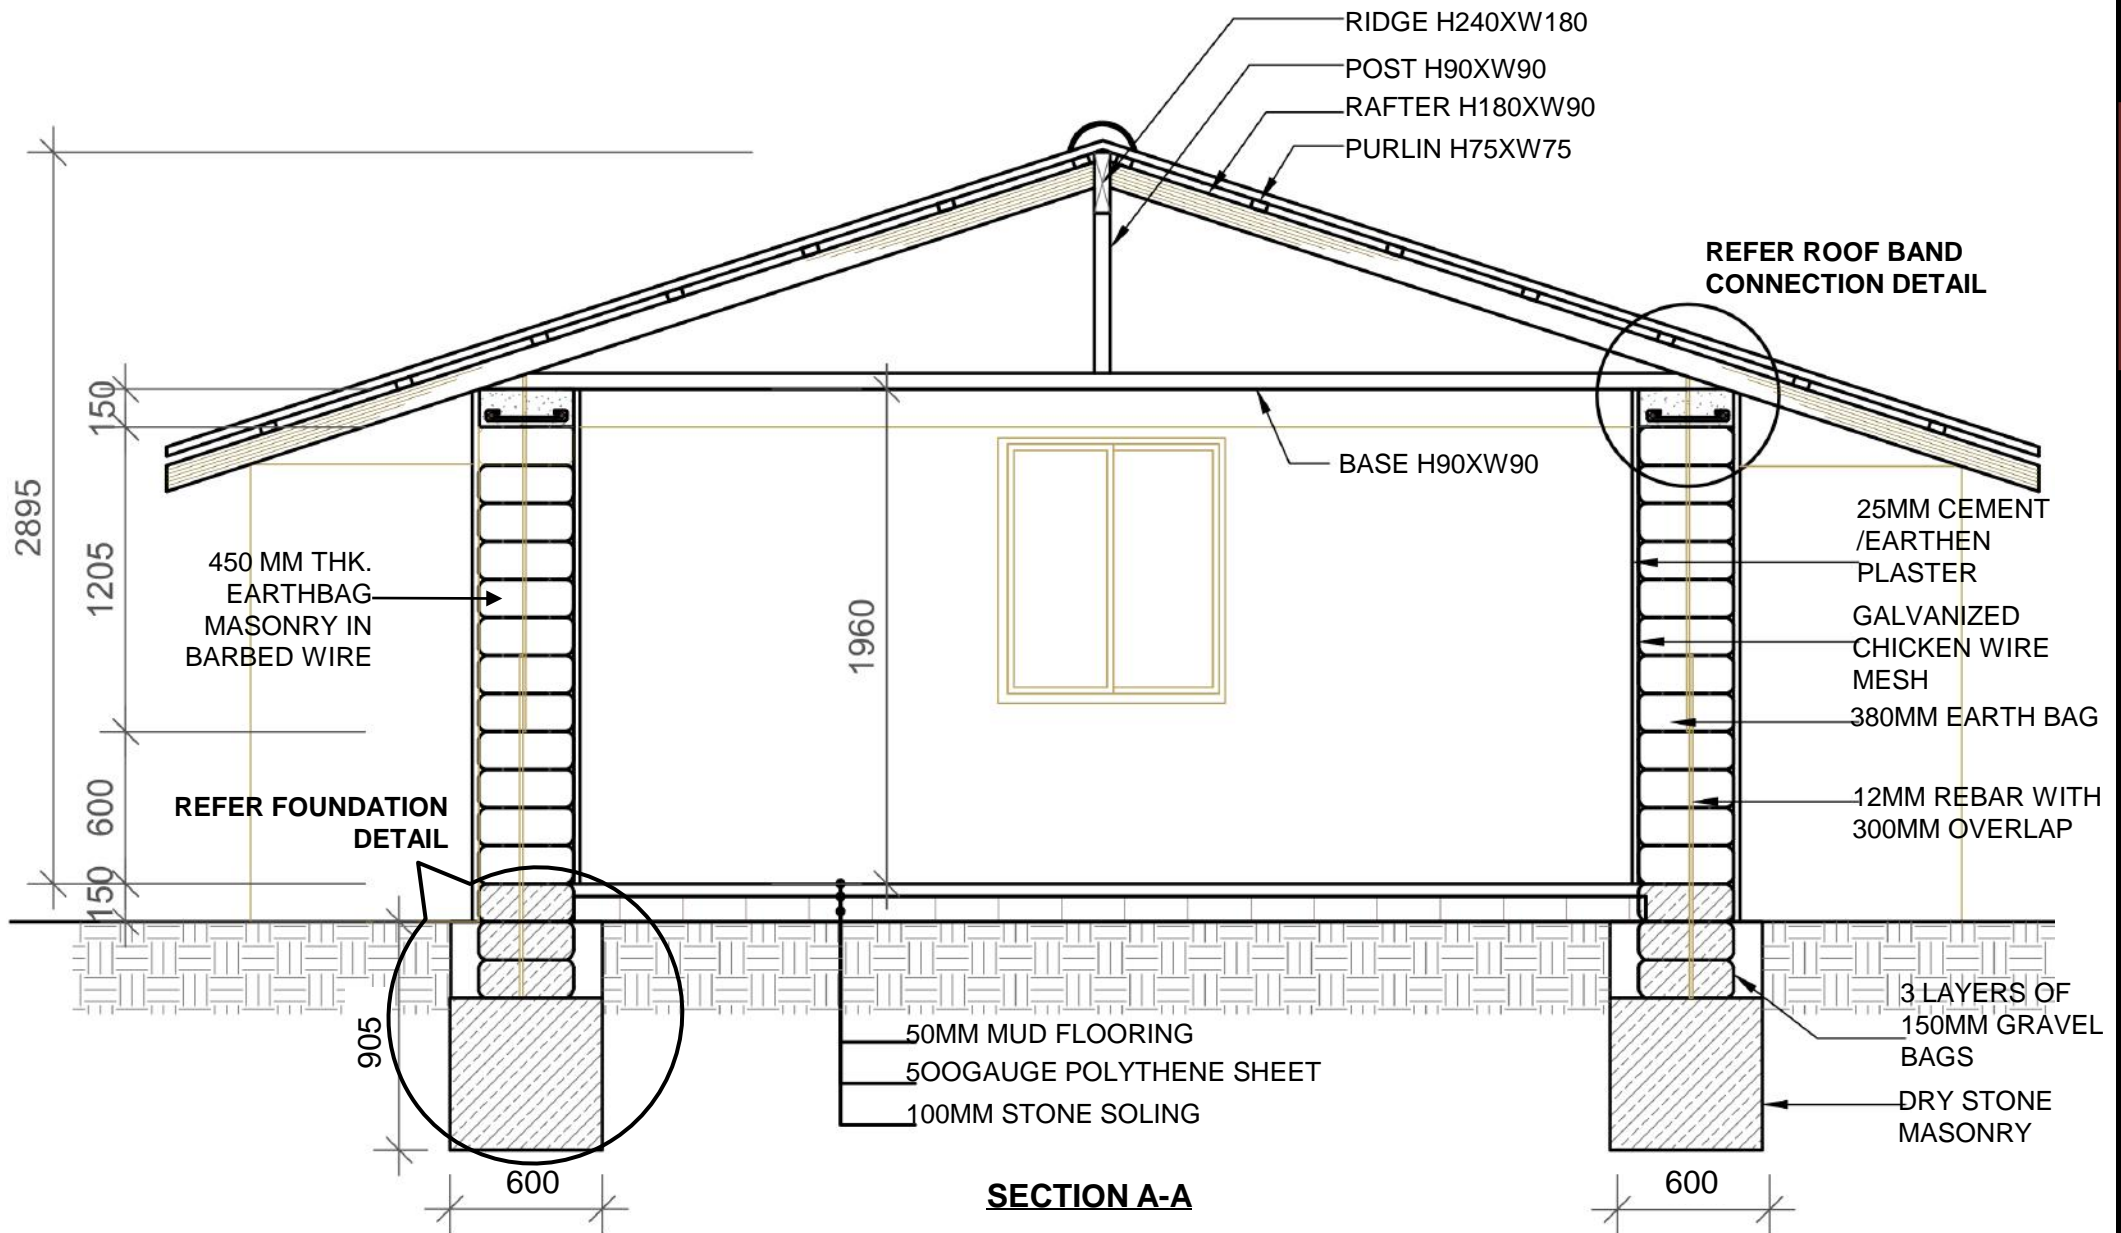 RIDGE H240XW180
POST H90XW90
RAFTER H180XW90
PURLIN H75XW75
REFER ROOF BAND
CONNECTION DETAIL
BASE H90XW90
2895
150
1205
600
150
1960
905
450 MM THK.
EARTHBAG
MASONRY IN
BARBED WIRE
REFER FOUNDATION
DETAIL
25MM CEMENT
/EARTHEN
PLASTER
GALVANIZED
CHICKEN WIRE
MESH
380MM EARTH BAG
12MM REBAR WITH
300MM OVERLAP
3 LAYERS OF
150MM GRAVEL
BAGS
DRY STONE
MASONRY
50MM MUD FLOORING
5OOGAUGE POLYTHENE SHEET
100MM STONE SOLING
600
600
SECTION A-A